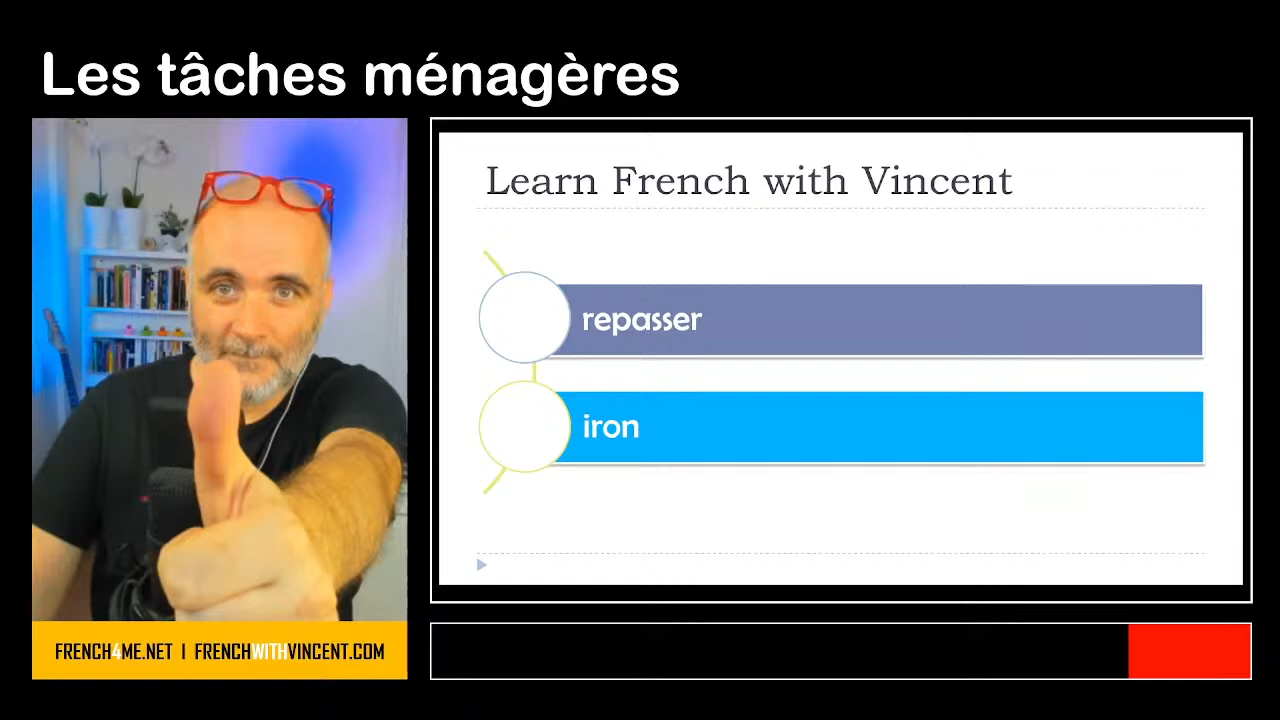 Les tâches ménagères
Learn French with Vincent
repasser
iron
FRENCH4ME.NET I FRENCHWITHVINCENT.COM